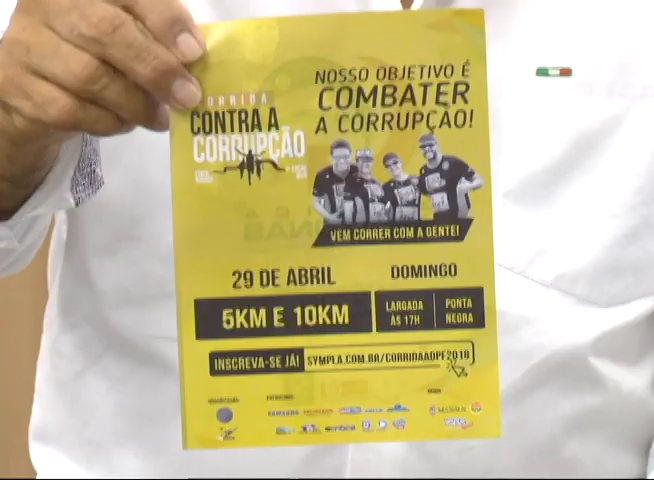 CORRIDA
CONTRA A
CORRUPÇÃO
NOSSO OBJETIVO É
COMBATER
A CORRUPÇÃO!
VEM CORRER COM A GENTE!
29 DE ABRIL
DOMINGO
5KM E 10KM
LARGADA
ÀS 17H
PONTA
NEGRA
INSCREVA-SE JÁ!
SYMPLA.COM.BR/CORRIDAADPF2018
SAMSUNG